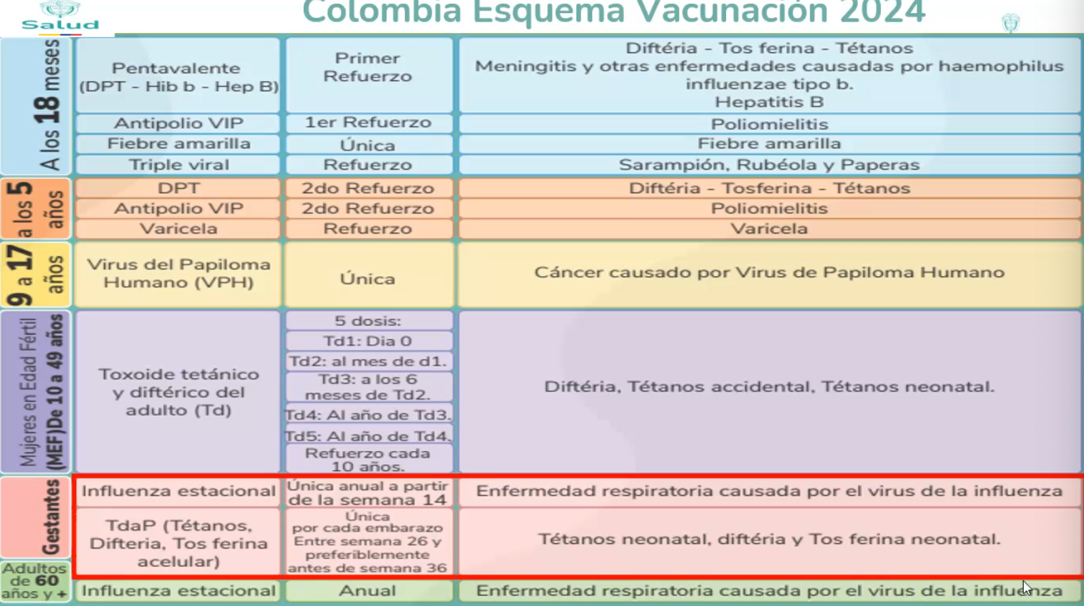 Salud
Colombia Esquema Vacunación 2024
A los 18 meses
Pentavalente
(DPT - Hib b - Hep B)
Primer
Refuerzo
Diftéria - Tos ferina - Tétanos
Meningitis y otras enfermedades causadas por haemophilus
influenzae tipo b.
Hepatitis B
Antipolio VIP
1er Refuerzo
Poliomielitis
Fiebre amarilla
Única
Fiebre amarilla
Triple viral
Refuerzo
Sarampión, Rubéola y Paperas
a los 5
años
DPT
2do Refuerzo
Diftéria - Tosferina - Tétanos
Antipolio VIP
2do Refuerzo
Poliomielitis
Varicela
Refuerzo
Varicela
9 a 17
años
Virus del Papiloma
Humano (VPH)
Única
Cáncer causado por Virus de Papiloma Humano
Mujeres en Edad Fértil
(MEF)De 10 a 49 años
Toxoide tetánico
y diftérico del
adulto (Td)
5 dosis:
Td1: Dia 0
Td2: al mes de d1.
Td3: a los 6
meses de Td2.
Td4: Al año de Td3.
Td5: Al año de Td4.
Refuerzo cada
10 años.
Diftéria, Tétanos accidental, Tétanos neonatal.
Gestantes
Influenza estacional
Única anual a partir
de la semana 14
Enfermedad respiratoria causada por el virus de la influenza
TdaP (Tétanos,
Difteria, Tos ferina
acelular)
Única
por cada embarazo
Entre semana 26 y
preferiblemente
antes de semana 36
Tétanos neonatal, diftéria y Tos ferina neonatal.
Adultos
de 60
años y +
Influenza estacional
Anual
Enfermedad respiratoria causada por el virus de la influenza